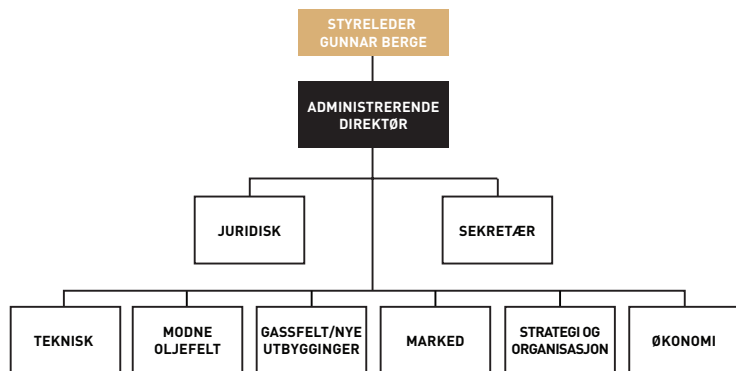 STYRELEDER
GUNNAR BERGE
ADMINISTRERENDE
DIREKTØR
JURIDISK
SEKRETÆR
TEKNISK
MODNE
OLJEFELT
GASSFELT/NYE
UTBYGGINGER
MARKED
STRATEGI OG
ORGANISASJON
ØKONOMI